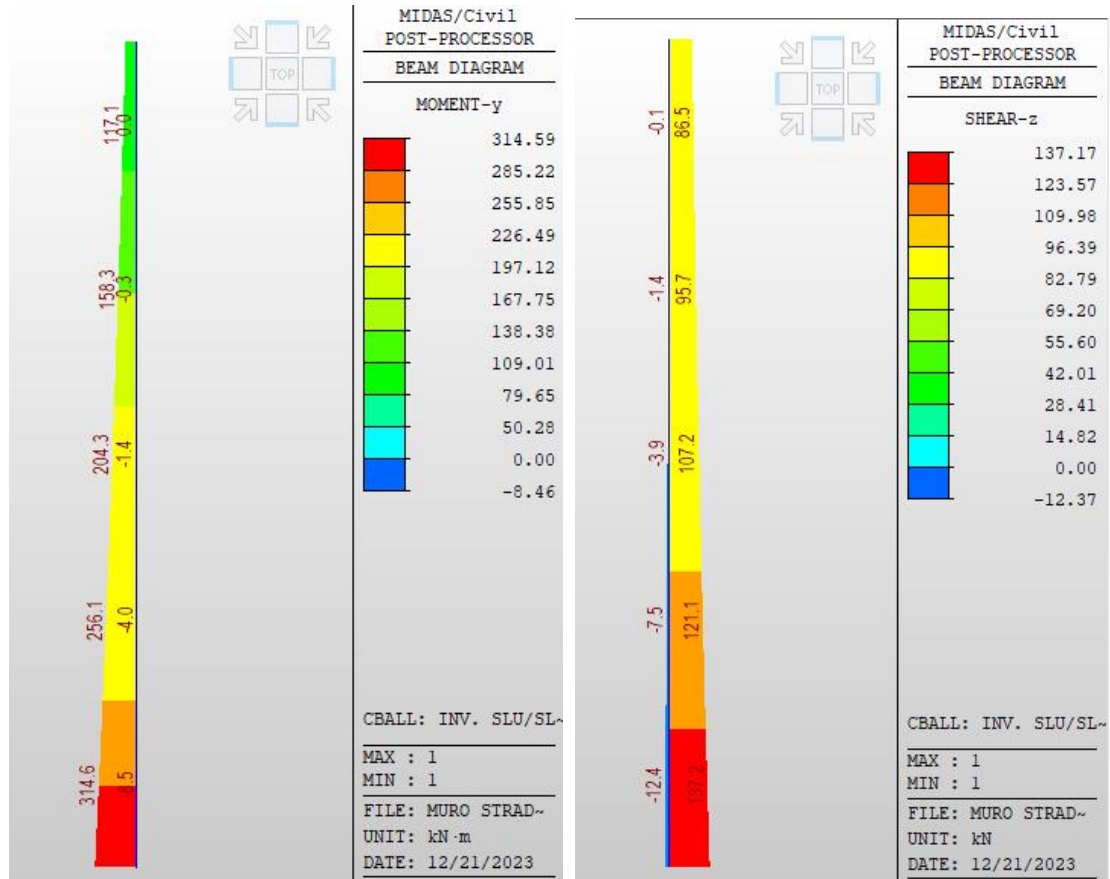 MIDAS/Civil
POST-PROCESSOR
BEAM DIAGRAM
MOMENT-y
314.59
285.22
255.85
226.49
197.12
167.75
138.38
109.01
79.65
50.28
0.00
-8.46
CBALL: INV. SLU/SL~
MAX : 1
MIN : 1
FILE: MURO STRAD~
UNIT: kN·m
DATE: 12/21/2023
TOP
117.1
0.0
158.3
-0.3
204.3
-1.4
256.1
-4.0
314.6
-8.5
MIDAS/Civil
POST-PROCESSOR
BEAM DIAGRAM
SHEAR-z
137.17
123.57
109.98
96.39
82.79
69.20
55.60
42.01
28.41
14.82
0.00
-12.37
CBALL: INV. SLU/SL~
MAX : 1
MIN : 1
FILE: MURO STRAD~
UNIT: kN
DATE: 12/21/2023
TOP
-0.1
86.5
-1.4
95.7
-3.9
107.2
-7.5
121.1
-12.4
137.2